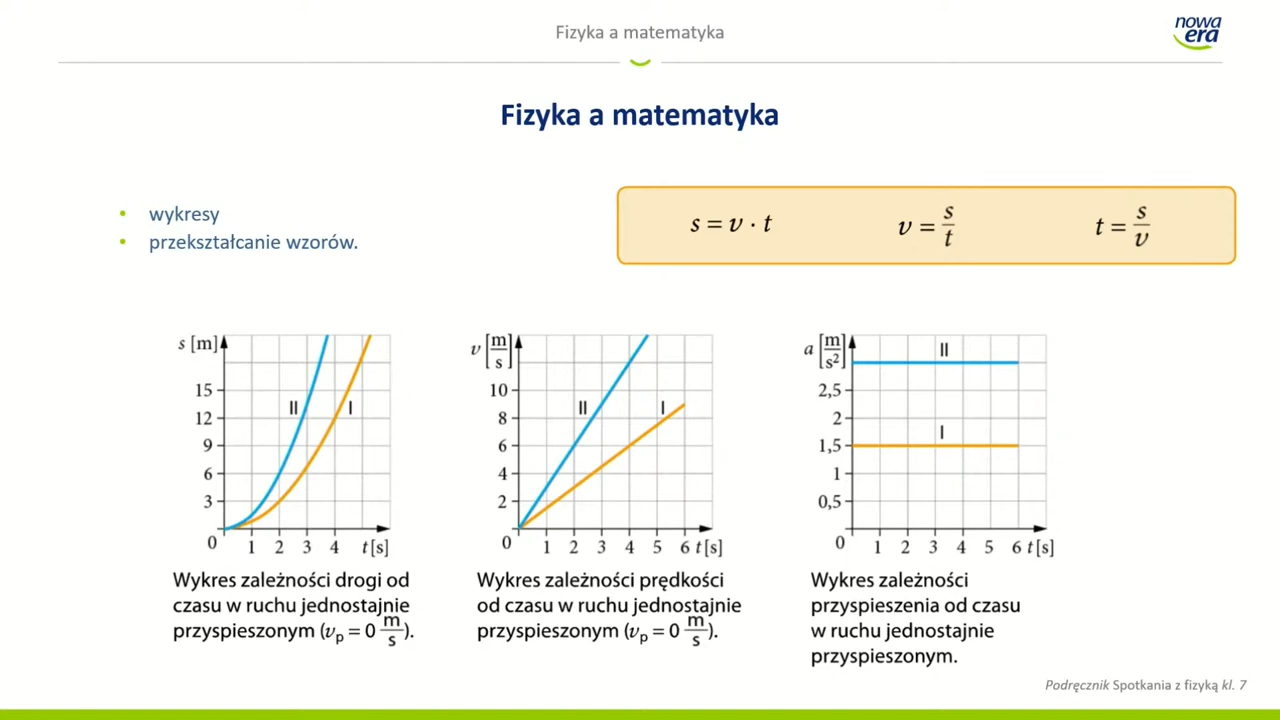 Fizyka a matematyka
nowa
era
Fizyka a matematyka
• wykresy
• przekształcanie wzorów.
s = v · t
v = s/t
t = s/v
s [m]
15
12
9
6
3
0
1 2 3 4 t[s]
II
I
Wykres zależności drogi od
czasu w ruchu jednostajnie
przyspieszonym (vp = 0 m/s).
v [m/s]
10
8
6
4
2
0
1 2 3 4 5 6 t[s]
II
I
Wykres zależności prędkości
od czasu w ruchu jednostajnie
przyspieszonym (vp = 0 m/s).
a [m/s²]
2,5
2
1,5
1
0,5
0
1 2 3 4 5 6 t[s]
II
I
Wykres zależności
przyspieszenia od czasu
w ruchu jednostajnie
przyspieszonym.
Podręcznik Spotkania z fizyką kl. 7